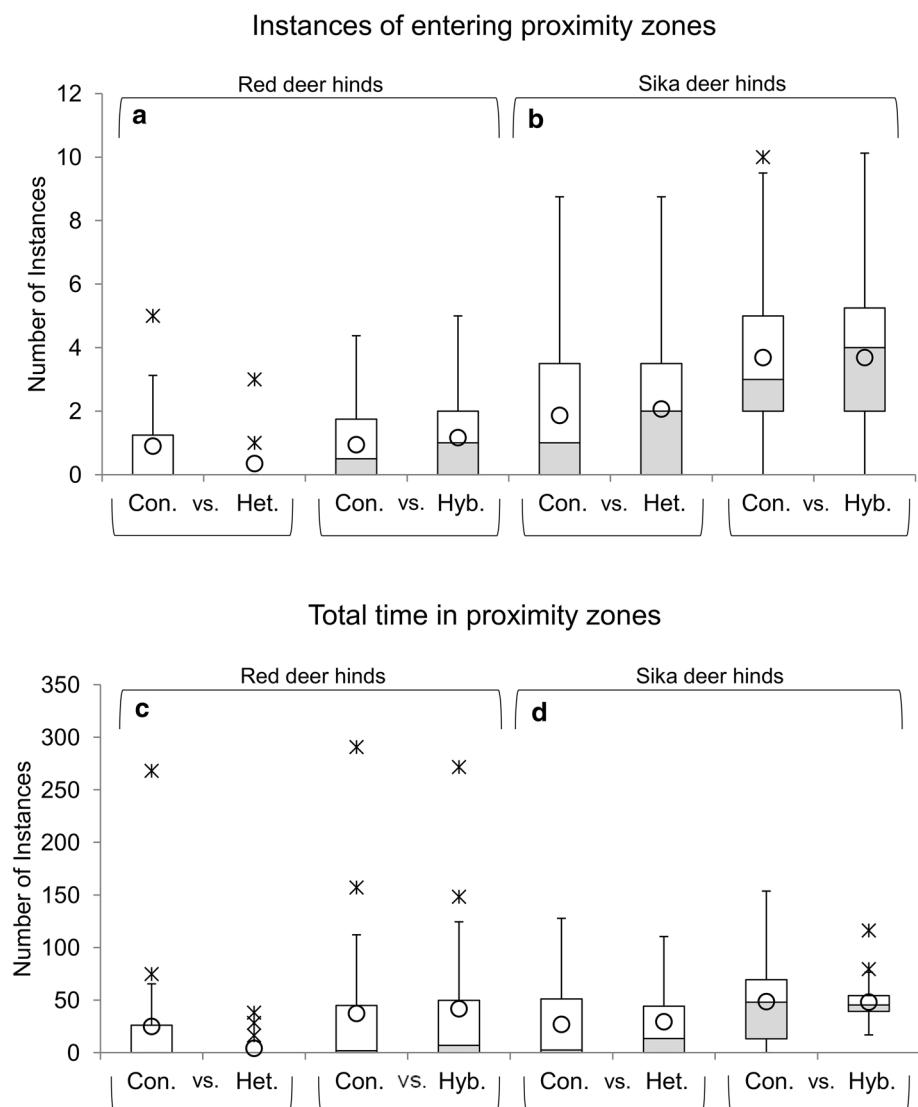 Instances of entering proximity zones
Red deer hinds
Sika deer hinds
a
b
Number of Instances
12
10
8
6
4
2
0
Con. vs. Het.
Con. vs. Hyb.
Con. vs. Het.
Con. vs. Hyb.
Total time in proximity zones
Red deer hinds
Sika deer hinds
c
d
Number of Instances
350
300
250
200
150
100
50
0
Con. vs. Het.
Con. vs. Hyb.
Con. vs. Het.
Con. vs. Hyb.